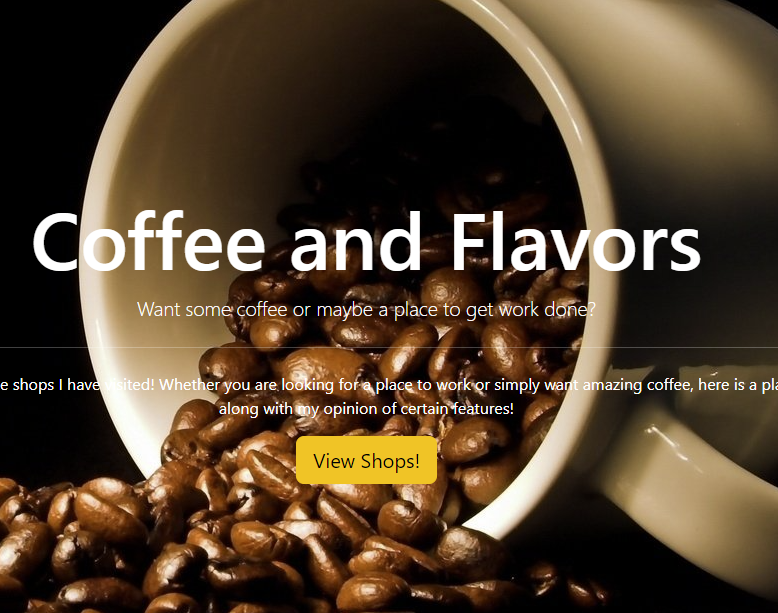 Coffee and Flavors
Want some coffee or maybe a place to get work done?
e shops I have visited! Whether you are looking for a place to work or simply want amazing coffee, here is a pla
along with my opinion of certain features!
View Shops!